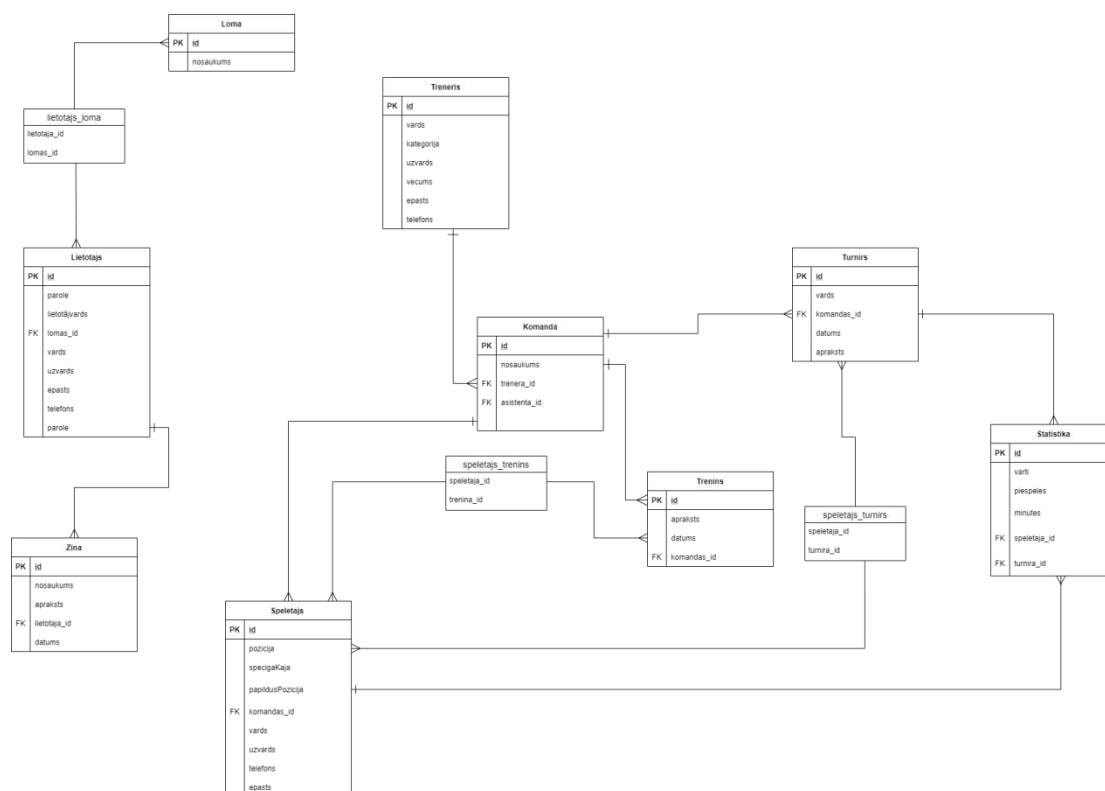 Loma
PK id
nosaukums
lietotajs_loma
lietotaja_id
lomas_id
Lietotajs
PK id
parole
lietotājvards
FK lomas_id
vards
uzvards
epasts
telefons
parole
Zina
PK id
nosaukums
apraksts
FK lietotaja_id
datums
Treneris
PK id
vards
kategorija
uzvards
vecums
epasts
telefons
Komanda
PK id
nosaukums
FK trenera_id
FK asistenta_id
speletajs_trenins
speletaja_id
trenina_id
Trenins
PK id
apraksts
datums
FK komandas_id
Speletajs
PK id
pozicija
specigaKaja
papildusPozicija
FK komandas_id
vards
uzvards
telefons
epasts
Turnirs
PK id
vards
FK komandas_id
datums
apraksts
speletajs_turnirs
speletaja_id
turnira_id
Statistika
PK id
varti
piespeles
minutes
FK speletaja_id
FK turnira_id